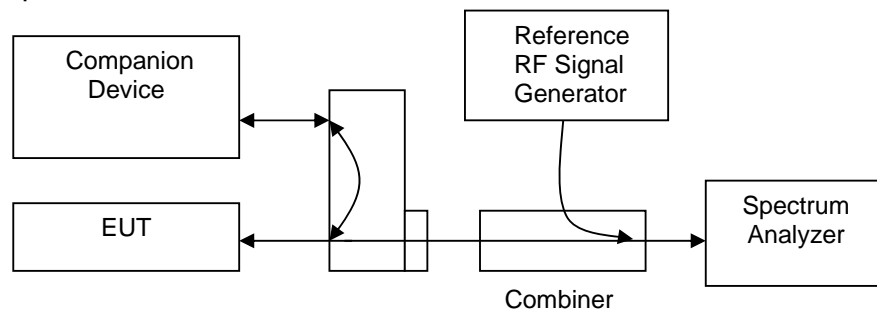 Companion
Device
Reference
RF Signal
Generator
EUT
Spectrum
Analyzer
Combiner